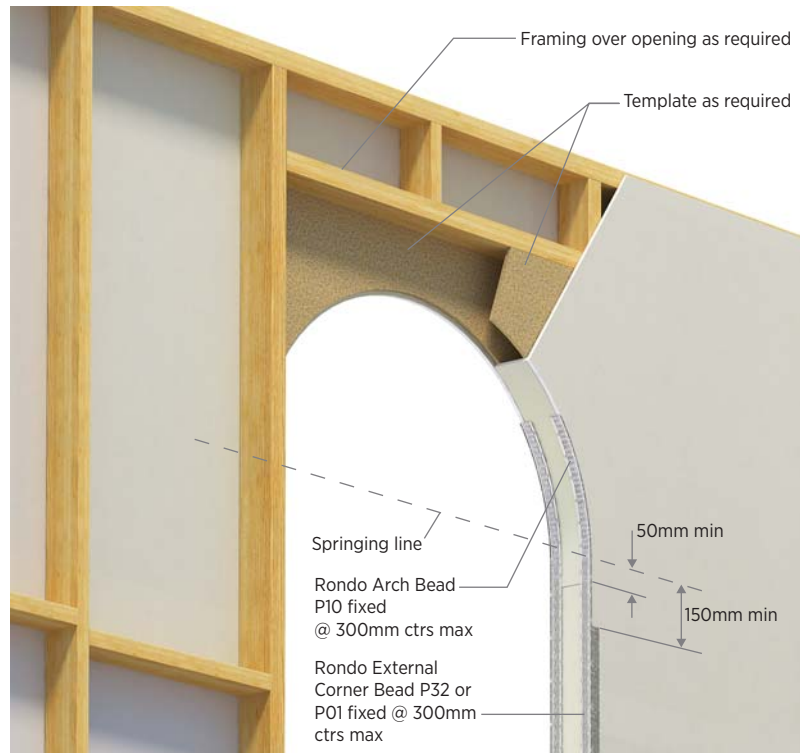 Framing over opening as required
Template as required
Springing line
50mm min
Rondo Arch Bead
P10 fixed
@ 300mm ctrs max
150mm min
Rondo External
Corner Bead P32 or
P01 fixed @ 300mm
ctrs max